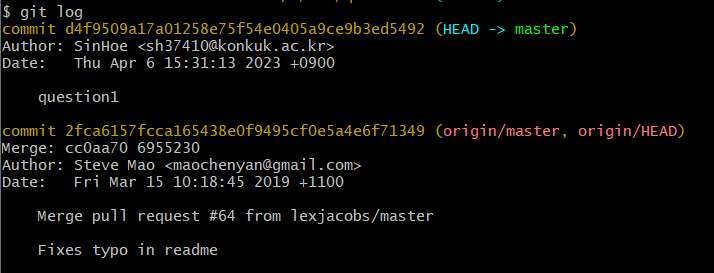 $ git log
commit d4f9509a17a01258e75f54e0405a9ce9b3ed5492 (HEAD -> master)
Author: SinHoe <sh37410@konkuk.ac.kr>
Date:   Thu Apr 6 15:31:13 2023 +0900
question1
commit 2fca6157fcca165438e0f9495cf0e5a4e6f71349 (origin/master, origin/HEAD)
Merge: cc0aa70 6955230
Author: Steve Mao <maochenyan@gmail.com>
Date:   Fri Mar 15 10:18:45 2019 +1100
Merge pull request #64 from lexjacobs/master
Fixes typo in readme